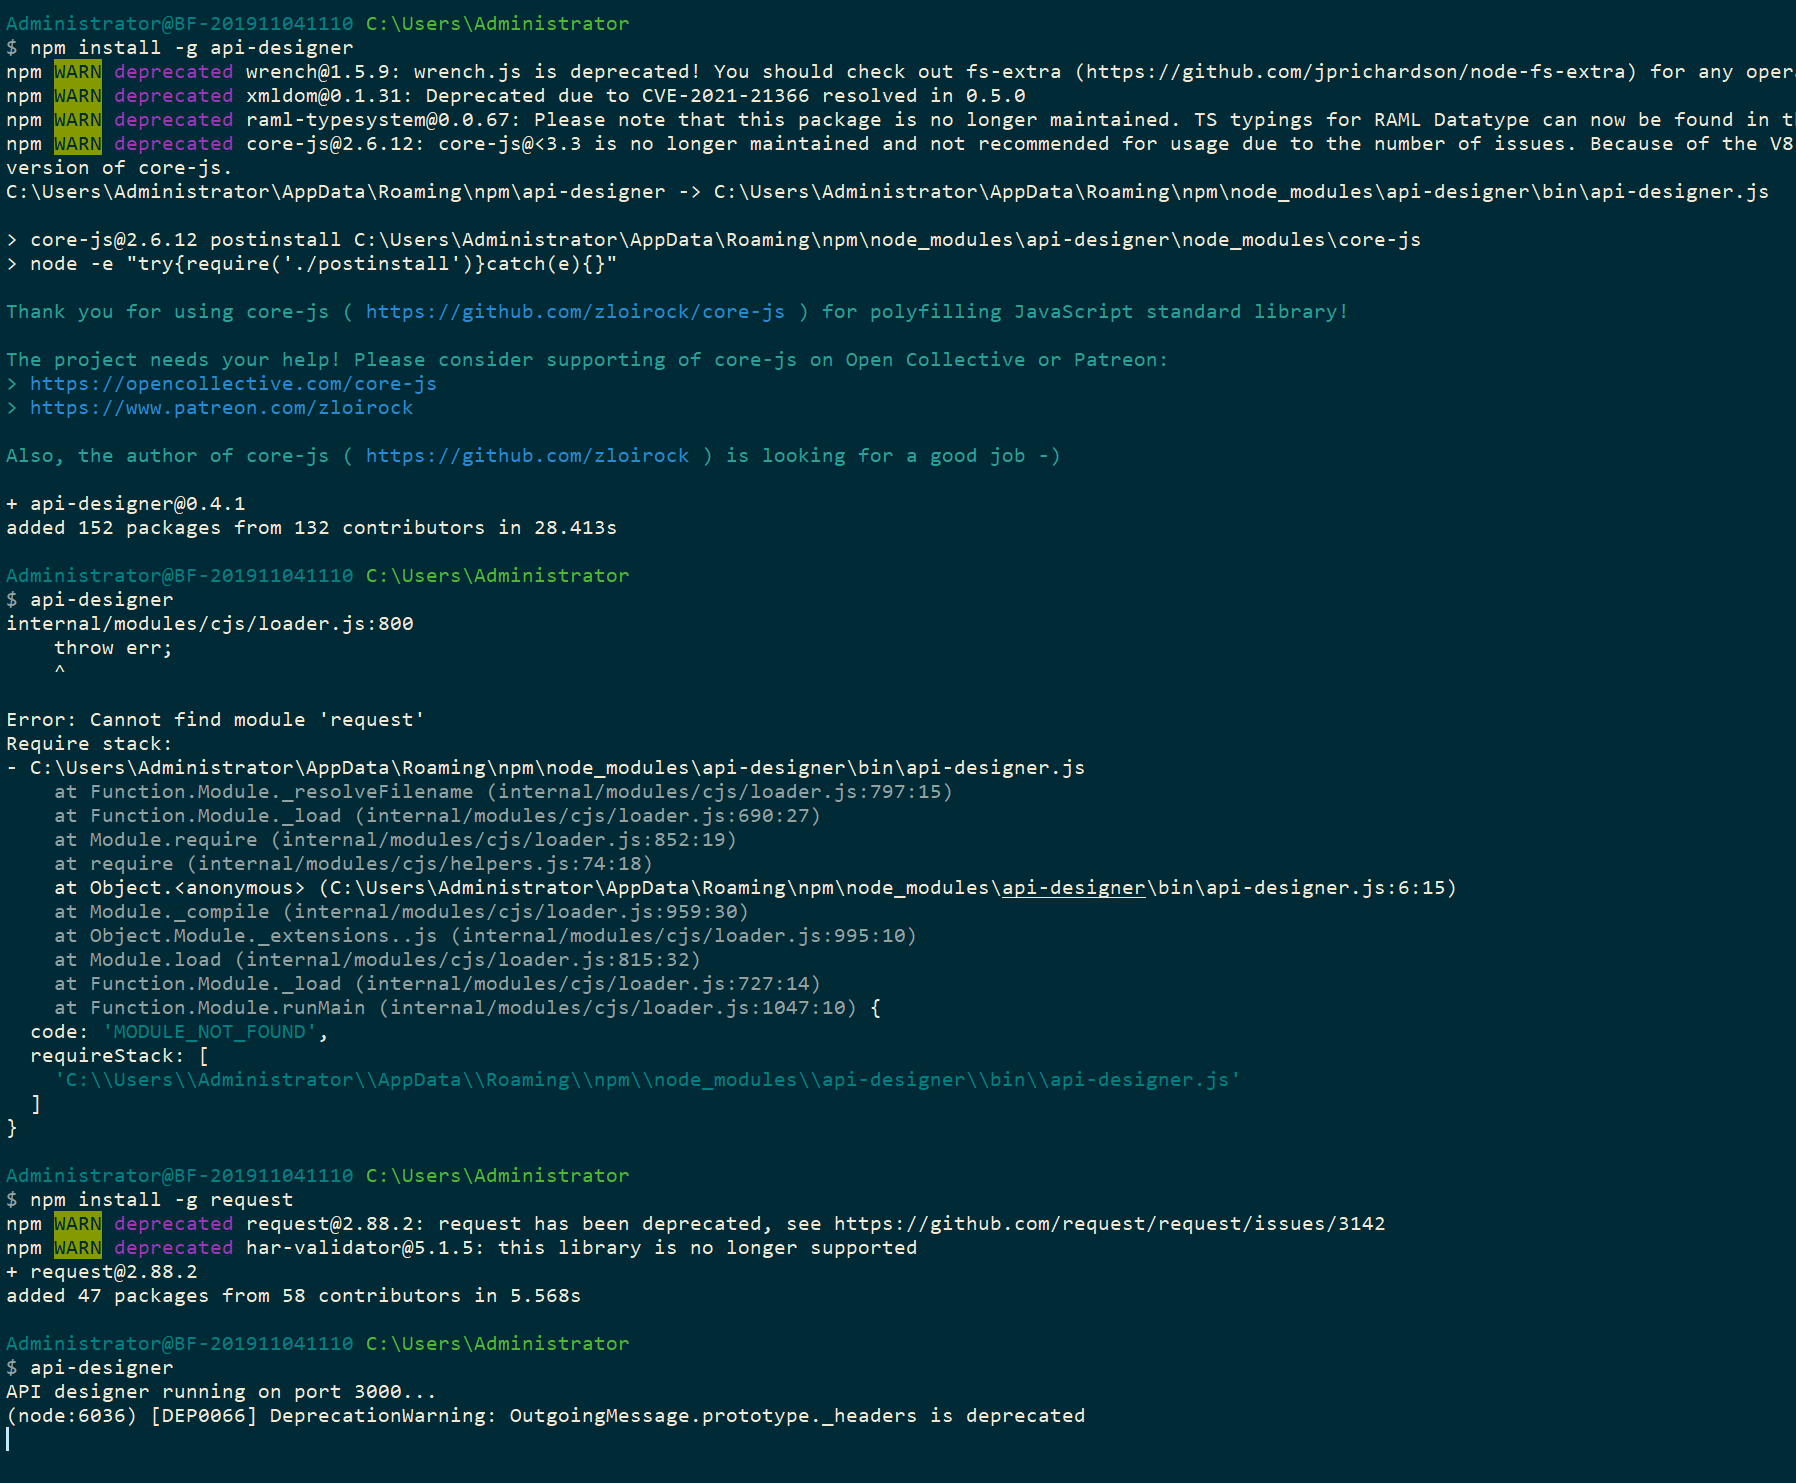 Administrator@BF-201911041110 C:\Users\Administrator
$ npm install -g api-designer
npm WARN deprecated wrench@1.5.9: wrench.js is deprecated! You should check out fs-extra (https://github.com/jprichardson/node-fs-extra) for any oper
npm WARN deprecated xmldom@0.1.31: Deprecated due to CVE-2021-21366 resolved in 0.5.0
npm WARN deprecated raml-typesystem@0.0.67: Please note that this package is no longer maintained. TS typings for RAML Datatype can now be found in
npm WARN deprecated core-js@2.6.12: core-js@<3.3 is no longer maintained and not recommended for usage due to the number of issues. Because of the V8
version of core-js.
C:\Users\Administrator\AppData\Roaming\npm\api-designer -> C:\Users\Administrator\AppData\Roaming\npm\node_modules\api-designer\bin\api-designer.js
> core-js@2.6.12 postinstall C:\Users\Administrator\AppData\Roaming\npm\node_modules\api-designer\node_modules\core-js
> node -e "try{require('./postinstall')}catch(e){}"
Thank you for using core-js ( https://github.com/zloirock/core-js ) for polyfilling JavaScript standard library!
The project needs your help! Please consider supporting of core-js on Open Collective or Patreon:
> https://opencollective.com/core-js
> https://www.patreon.com/zloirock
Also, the author of core-js ( https://github.com/zloirock ) is looking for a good job -)
+ api-designer@0.4.1
added 152 packages from 132 contributors in 28.413s
Administrator@BF-201911041110 C:\Users\Administrator
$ api-designer
internal/modules/cjs/loader.js:800
    throw err;
    ^
Error: Cannot find module 'request'
Require stack:
- C:\Users\Administrator\AppData\Roaming\npm\node_modules\api-designer\bin\api-designer.js
    at Function.Module._resolveFilename (internal/modules/cjs/loader.js:797:15)
    at Function.Module._load (internal/modules/cjs/loader.js:690:27)
    at Module.require (internal/modules/cjs/loader.js:852:19)
    at require (internal/modules/cjs/helpers.js:74:18)
    at Object.<anonymous> (C:\Users\Administrator\AppData\Roaming\npm\node_modules\api-designer\bin\api-designer.js:6:15)
    at Module._compile (internal/modules/cjs/loader.js:959:30)
    at Object.Module._extensions..js (internal/modules/cjs/loader.js:995:10)
    at Module.load (internal/modules/cjs/loader.js:815:32)
    at Function.Module._load (internal/modules/cjs/loader.js:727:14)
    at Function.Module.runMain (internal/modules/cjs/loader.js:1047:10) {
  code: 'MODULE_NOT_FOUND',
  requireStack: [
    'C:\\Users\\Administrator\\AppData\\Roaming\\npm\\node_modules\\api-designer\\bin\\api-designer.js'
  ]
}
Administrator@BF-201911041110 C:\Users\Administrator
$ npm install -g request
npm WARN deprecated request@2.88.2: request has been deprecated, see https://github.com/request/request/issues/3142
npm WARN deprecated har-validator@5.1.5: this library is no longer supported
+ request@2.88.2
added 47 packages from 58 contributors in 5.568s
Administrator@BF-201911041110 C:\Users\Administrator
$ api-designer
API designer running on port 3000...
(node:6036) [DEP0066] DeprecationWarning: OutgoingMessage.prototype._headers is deprecated